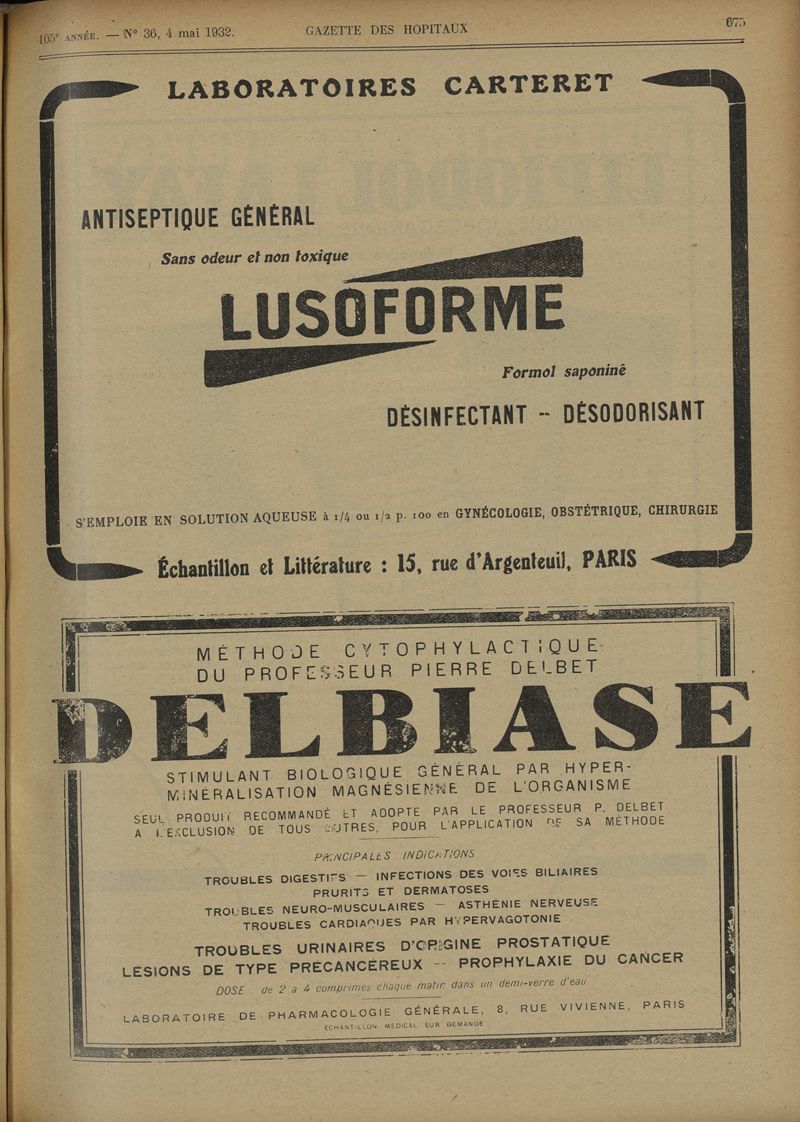 105e ANNÉE. — No 36, 4 mai 1932. GAZETTE DES HOPITAUX 675
LABORATOIRES CARTERET
ANTISEPTIQUE GÉNÉRAL
Sans odeur et non toxique
LUSOFORME
Formol saponiné
DÉSINFECTANT - DÉSODORISANT
S'EMPLOIE EN SOLUTION AQUEUSE à 1/4 ou 1/2 p. 100 en GYNÉCOLOGIE, OBSTÉTRIQUE, CHIRURGIE
Échantillon et Littérature : 15, rue d'Argenteuil, PARIS
MÉTHODE CYTOPHYLACTIQUE
DU PROFESSEUR PIERRE DELBET
DELBIASE
STIMULANT BIOLOGIQUE GÉNÉRAL PAR HYPER-
MINÉRALISATION MAGNÉSIENNE DE L'ORGANISME
SEUL PRODUIT RECOMMANDÉ ET ADOPTE PAR LE PROFESSEUR P. DELBET
A L'EXCLUSION DE TOUS AUTRES, POUR L'APPLICATION DE SA MÉTHODE
PRINCIPALES INDICATIONS
TROUBLES DIGESTIFS — INFECTIONS DES VOIES BILIAIRES
PRURITS ET DERMATOSES
TROUBLES NEURO-MUSCULAIRES — ASTHÉNIE NERVEUSE
TROUBLES CARDIAQUES PAR HYPERVAGOTONIE
TROUBLES URINAIRES D'ORIGINE PROSTATIQUE
LÉSIONS DE TYPE PRÉCANCÉREUX — PROPHYLAXIE DU CANCER
DOSE : de 2 a 4 comprimes chaque matin dans un demi-verre d'eau
LABORATOIRE DE PHARMACOLOGIE GÉNÉRALE, 8, RUE VIVIENNE, PARIS
ÉCHANTILLON MÉDICAL SUR DEMANDE